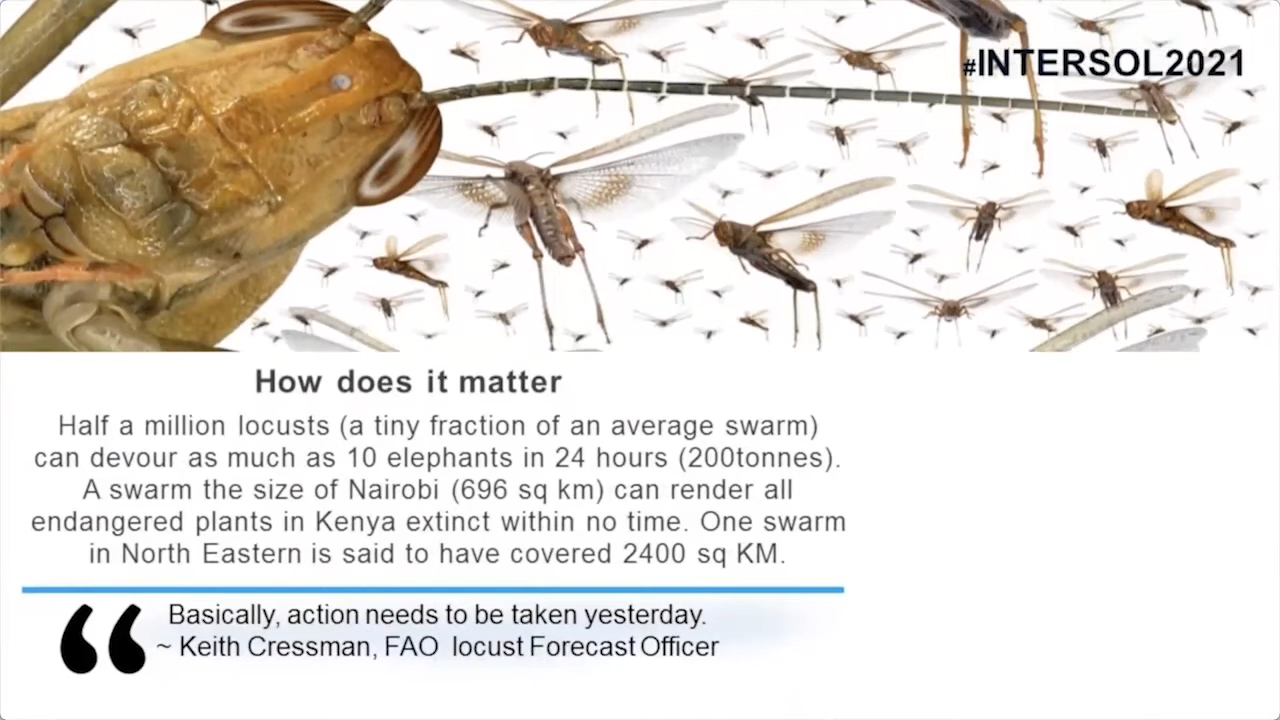 #INTERSOL2021
How does it matter
Half a million locusts (a tiny fraction of an average swarm)
can devour as much as 10 elephants in 24 hours (200tonnes).
A swarm the size of Nairobi (696 sq km) can render all
endangered plants in Kenya extinct within no time. One swarm
in North Eastern is said to have covered 2400 sq KM.
“ Basically, action needs to be taken yesterday.
~ Keith Cressman, FAO locust Forecast Officer